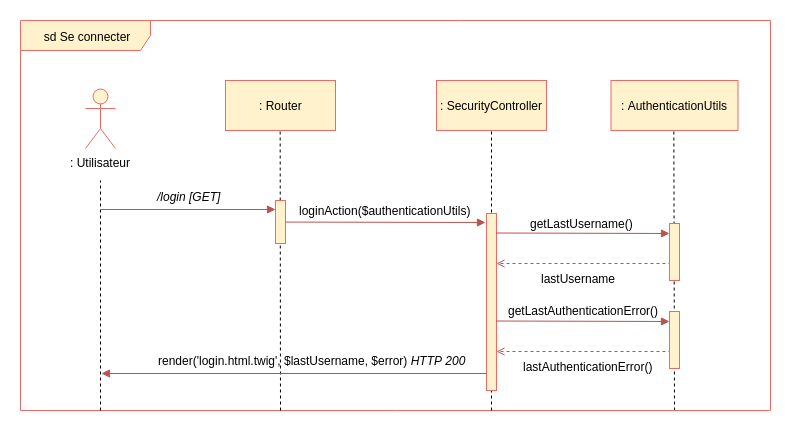 sd Se connecter
: Utilisateur
: Router
: SecurityController
: AuthenticationUtils
/login [GET]
loginAction($authenticationUtils)
getLastUsername()
lastUsername
getLastAuthenticationError()
lastAuthenticationError()
render('login.html.twig', $lastUsername, $error) HTTP 200